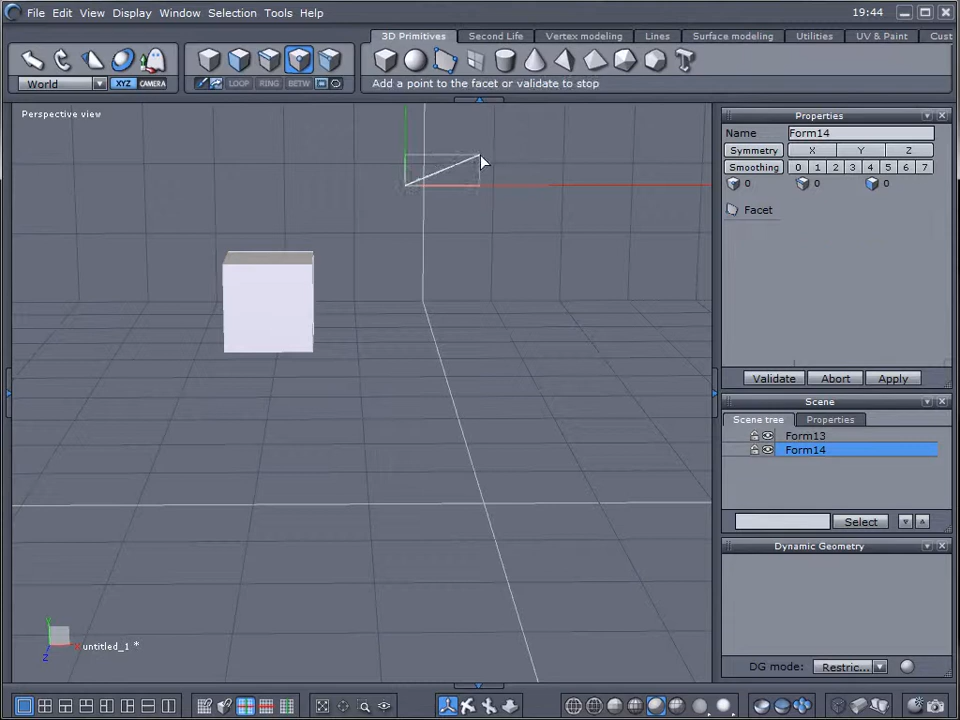 File Edit View Display Window Selection Tools Help 19:44
3D Primitives Second Life Vertex modeling Lines Surface modeling Utilities UV & Paint Cust
World XYZ CAMERA LOOP RING BETW
Add a point to the facet or validate to stop
Perspective view
Properties
Name Form14
Symmetry X Y Z
Smoothing 0 1 2 3 4 5 6 7
0 0 0
Facet
Validate Abort Apply
Scene
Scene tree Properties
Form13
Form14
Select
Dynamic Geometry
Y
X
Z
untitled_1 *
DG mode: Restric...